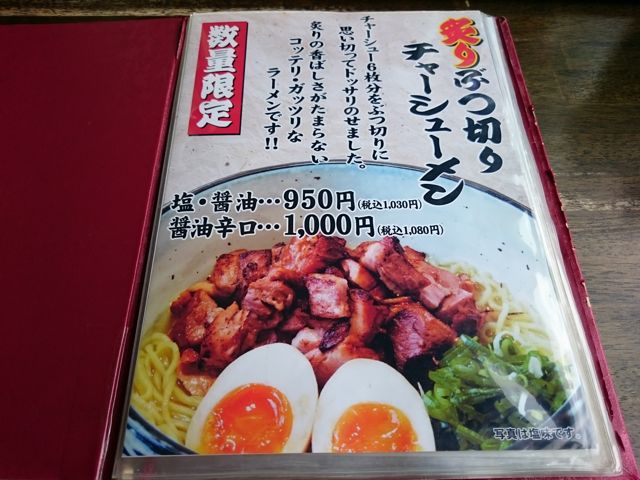 炙りぶつ切り
チャーシューメン
チャーシュー6枚分をぶつ切りに
思い切ってドッサリのせました。
炙りの香ばしさがたまらない
コッテリ・ガッツリな
ラーメンです!!
数量限定
塩・醤油…950円(税込1,030円)
醤油辛口…1,000円(税込1,080円)
写真は塩味です。